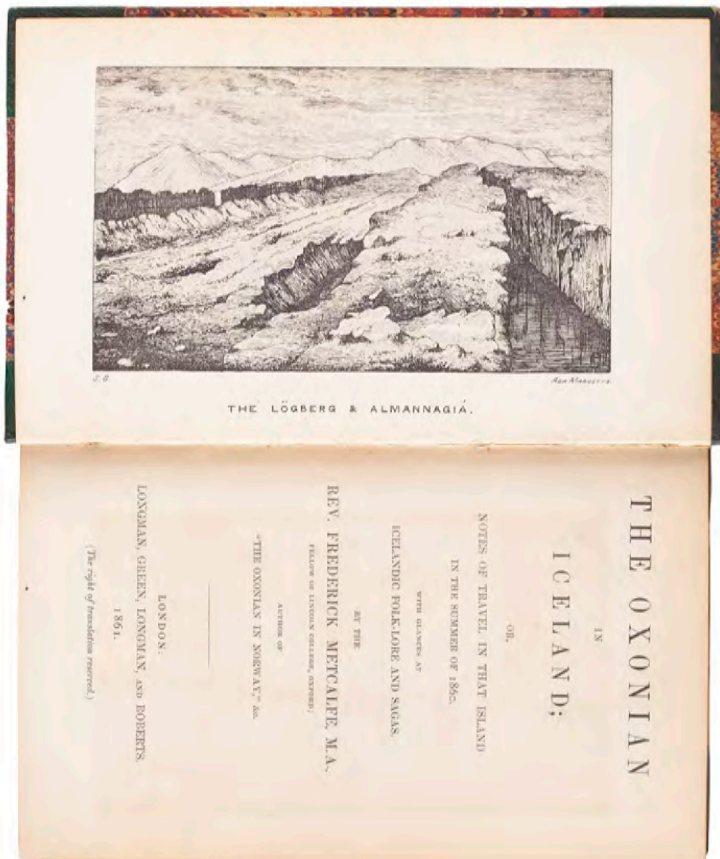 J. G.
THE LÖGBERG & ALMANNAGIÁ.
THE OXONIAN
IN
ICELAND;
OR,
NOTES OF TRAVEL IN THAT ISLAND
IN THE SUMMER OF 1860,
WITH GLANCES AT
ICELANDIC FOLK-LORE AND SAGAS.
BY THE
REV. FREDERICK METCALFE, M.A.,
FELLOW OF LINCOLN COLLEGE, OXFORD;
AUTHOR OF
"THE OXONIAN IN NORWAY," &c.
LONDON:
LONGMAN, GREEN, LONGMAN, AND ROBERTS.
1861.
(The right of translation reserved.)